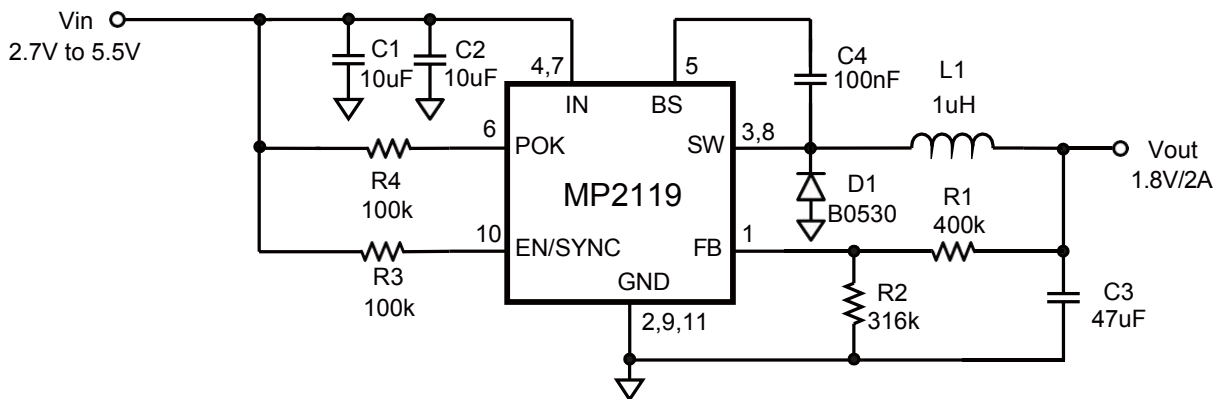 Vin
2.7V to 5.5V
C1
10uF
C2
10uF
4,7
5
C4
100nF
L1
1uH
IN
BS
6
POK
SW
3,8
R4
100k
MP2119
D1
B0530
Vout
1.8V/2A
R1
400k
10
EN/SYNC
FB
1
R3
100k
GND
2,9,11
R2
316k
C3
47uF